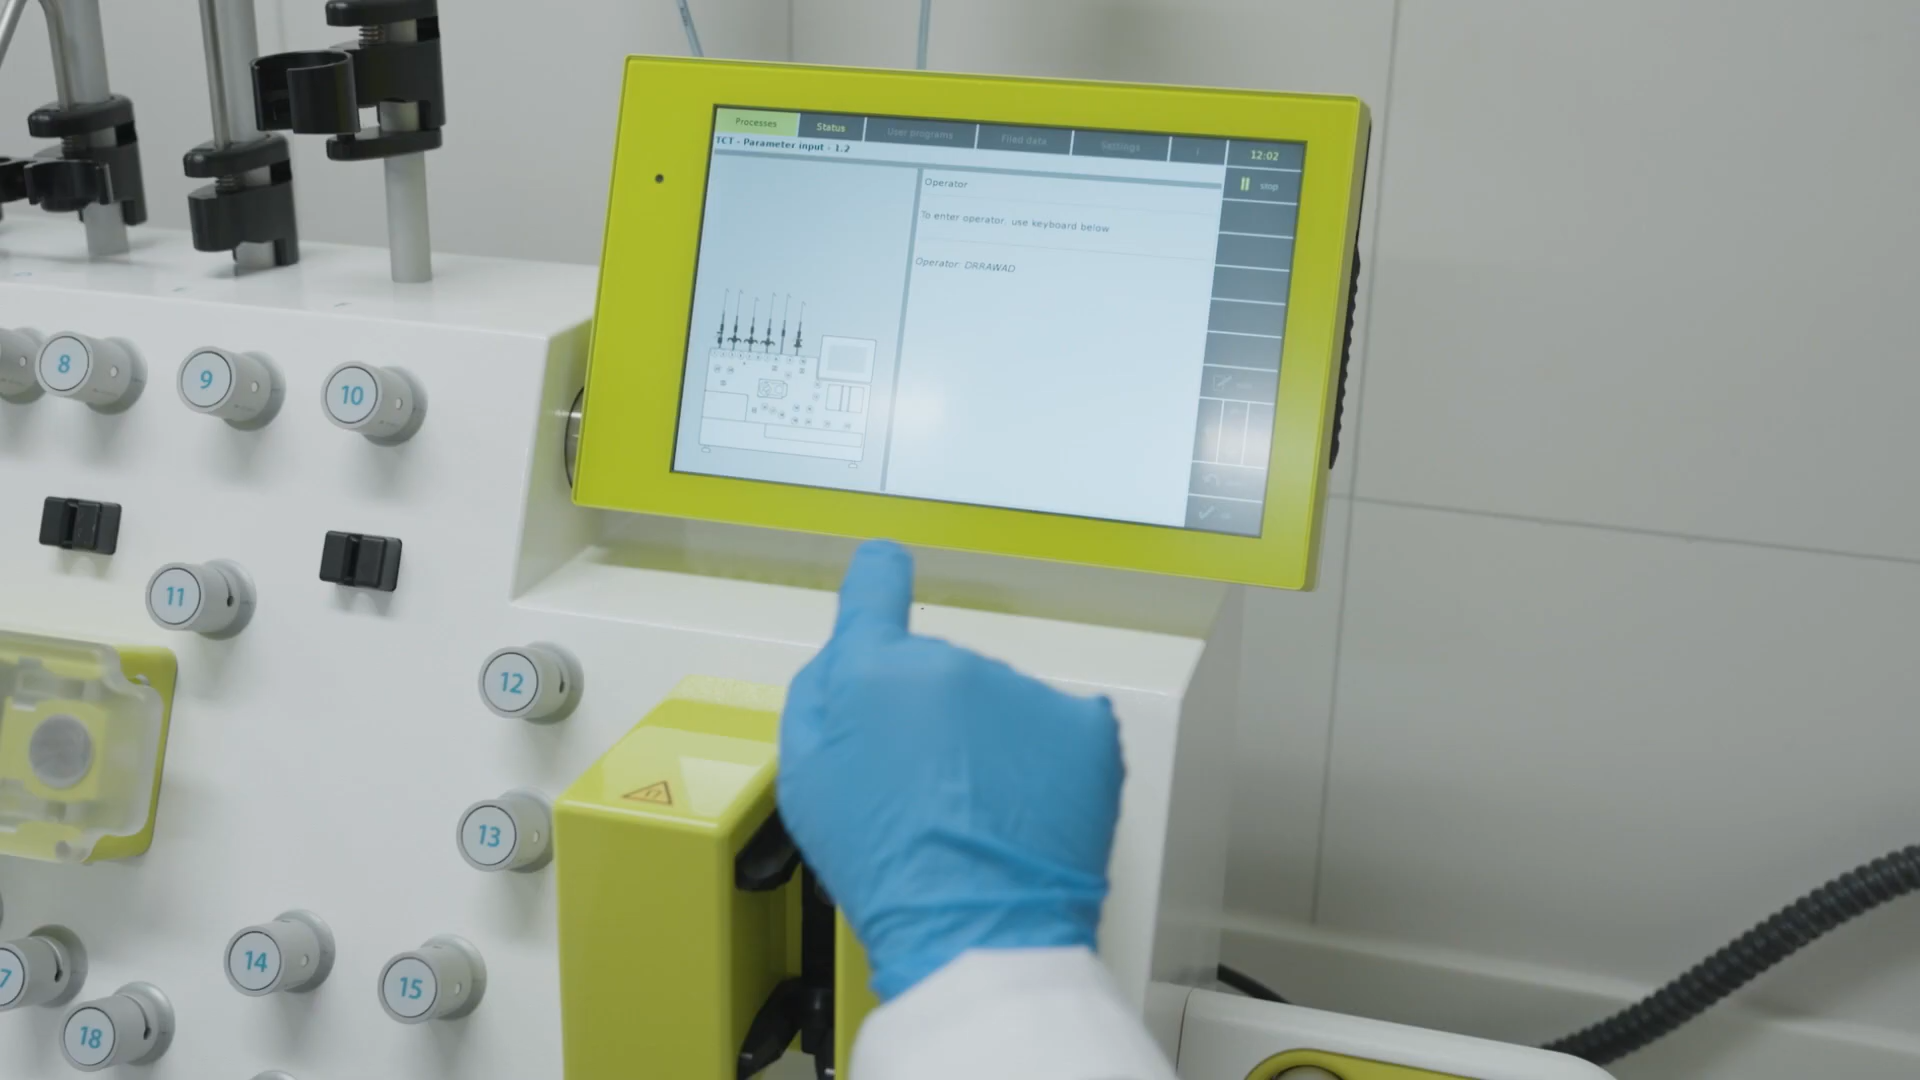 Processes
Status
User programs
Filed data
Settings
i
12:02
TCT - Parameter input - 1.2
stop
Operator
To enter operator, use keyboard below
Operator: DRRAWAD
8
9
10
11
12
13
14
15
7
18